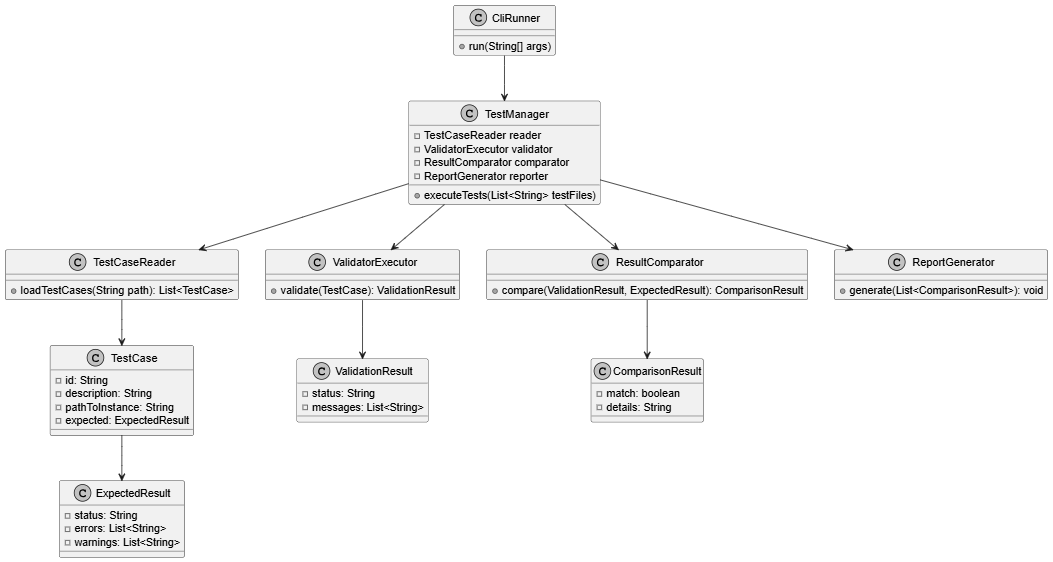 C CliRunner
run(String[] args)
C TestManager
TestCaseReader reader
ValidatorExecutor validator
ResultComparator comparator
ReportGenerator reporter
executeTests(List<String> testFiles)
C TestCaseReader
loadTestCases(String path): List<TestCase>
C ValidatorExecutor
validate(TestCase): ValidationResult
C ResultComparator
compare(ValidationResult, ExpectedResult): ComparisonResult
C ReportGenerator
generate(List<ComparisonResult>): void
C TestCase
id: String
description: String
pathToInstance: String
expected: ExpectedResult
C ValidationResult
status: String
messages: List<String>
C ComparisonResult
match: boolean
details: String
C ExpectedResult
status: String
errors: List<String>
warnings: List<String>